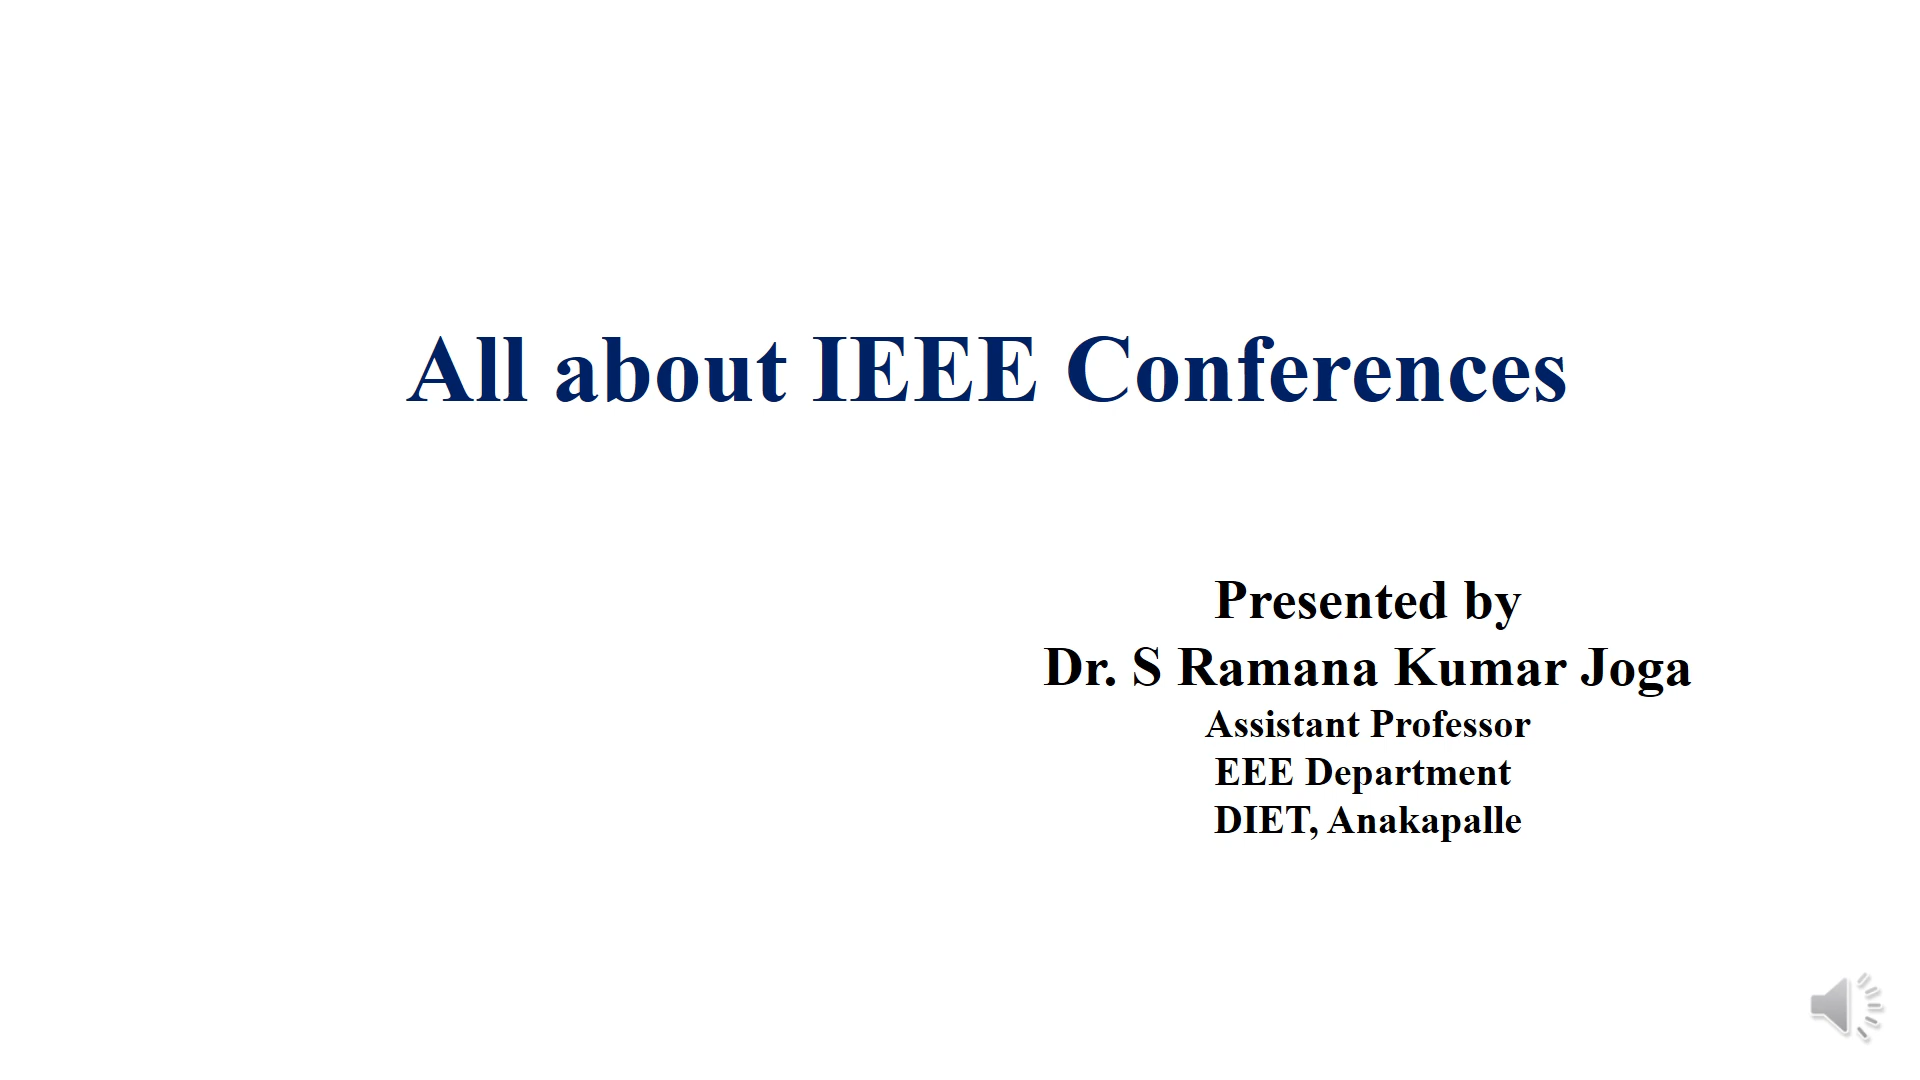 All about IEEE Conferences
Presented by
Dr. S Ramana Kumar Joga
Assistant Professor
EEE Department
DIET, Anakapalle